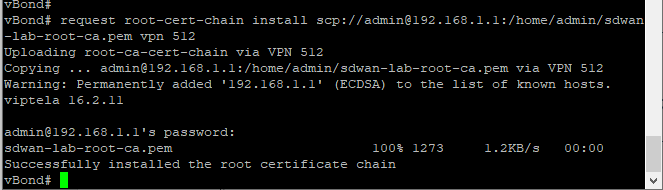 vBond#
vBond# request root-cert-chain install scp://admin@192.168.1.1:/home/admin/sdwan
-lab-root-ca.pem vpn 512
Uploading root-ca-cert-chain via VPN 512
Copying ... admin@192.168.1.1:/home/admin/sdwan-lab-root-ca.pem via VPN 512
Warning: Permanently added '192.168.1.1' (ECDSA) to the list of known hosts.
viptela 16.2.11
admin@192.168.1.1's password:
sdwan-lab-root-ca.pem 100% 1273 1.2KB/s 00:00
Successfully installed the root certificate chain
vBond#